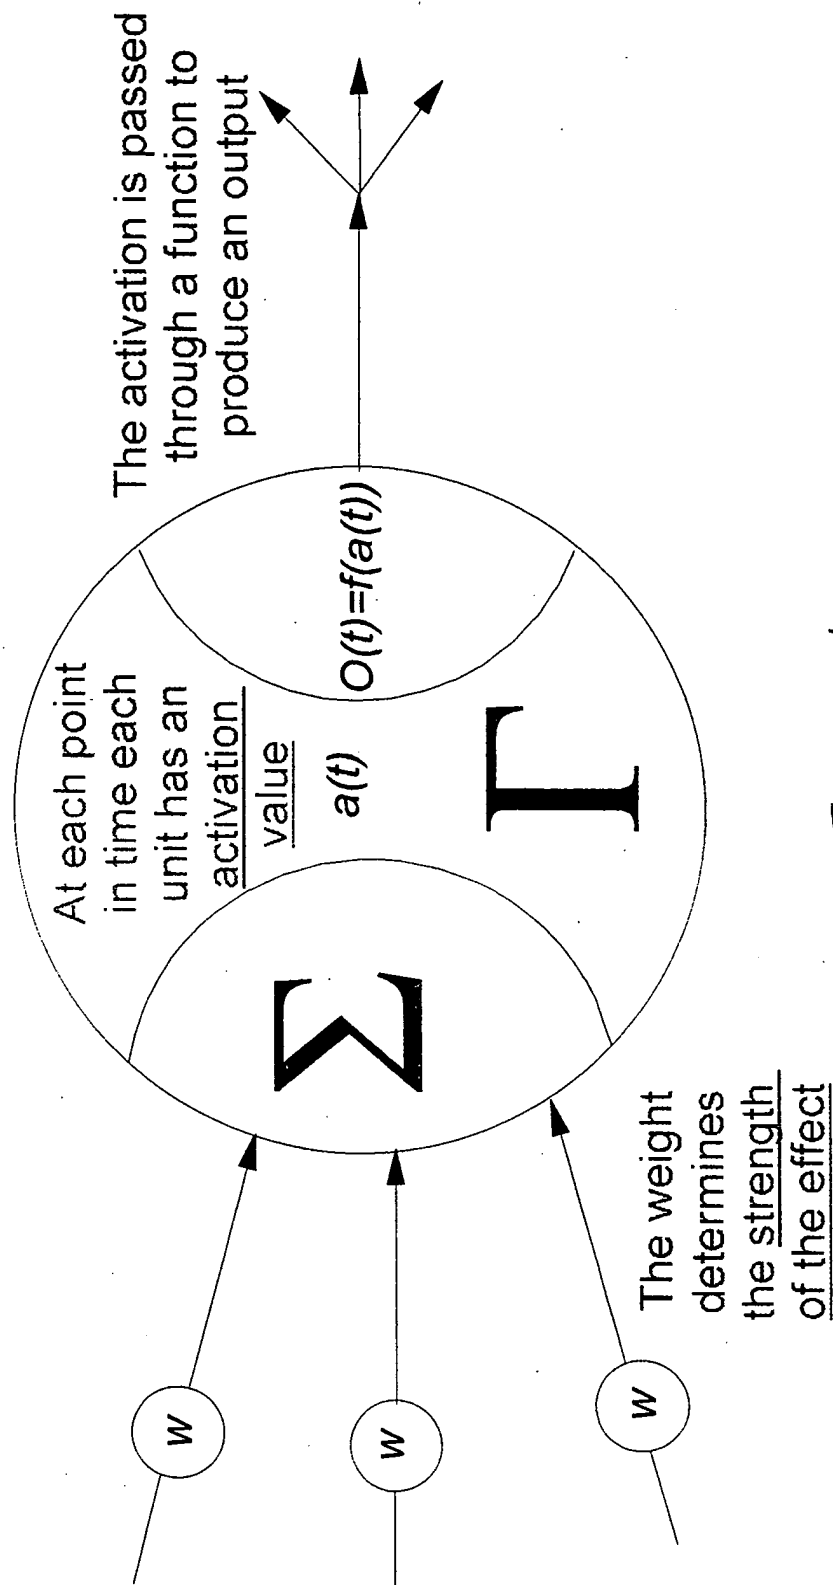 The activation is passed
through a function to
produce an output
At each point
in time each
unit has an
activation
value
a(t)
O(t)=f(a(t))
Σ
Γ
w
w
w
The weight
determines
the strength
of the effect